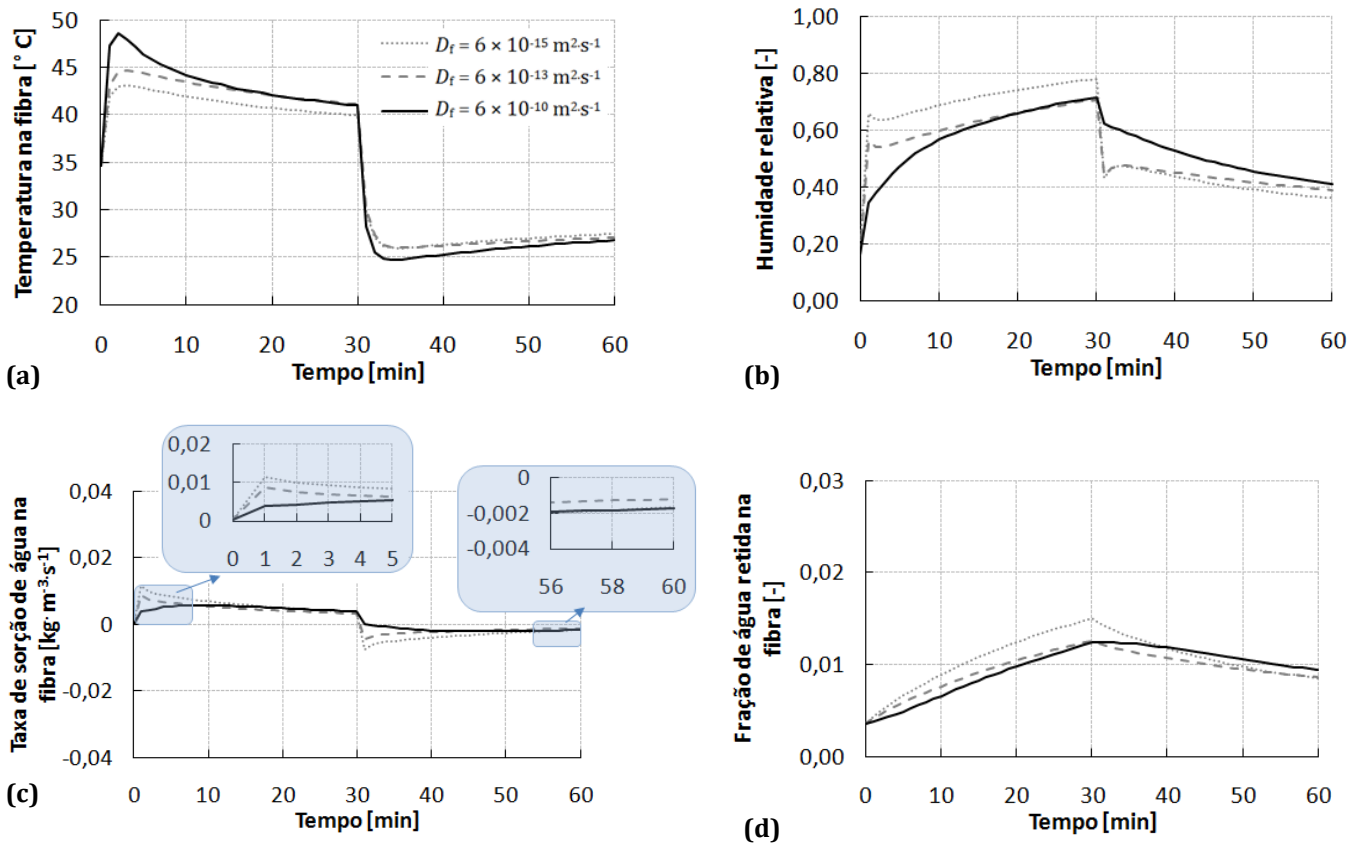 50
45
40
35
30
25
20
Temperatura na fibra [° C]
D_f = 6 × 10⁻¹⁵ m²·s⁻¹
D_f = 6 × 10⁻¹³ m²·s⁻¹
D_f = 6 × 10⁻¹⁰ m²·s⁻¹
0 10 20 30 40 50 60
Tempo [min]
(a)
1,00
0,80
0,60
0,40
0,20
0,00
Humidade relativa [-]
0 10 20 30 40 50 60
Tempo [min]
(b)
0,04
0,02
0
-0,02
-0,04
Taxa de sorção de água na
fibra [kg·m⁻³·s⁻¹]
0,02
0,01
0
0 1 2 3 4 5
0
-0,002
-0,004
56 58 60
0 10 20 30 40 50 60
Tempo [min]
(c)
0,03
0,02
0,01
0,00
Fração de água retida na
fibra [-]
0 10 20 30 40 50 60
Tempo [min]
(d)